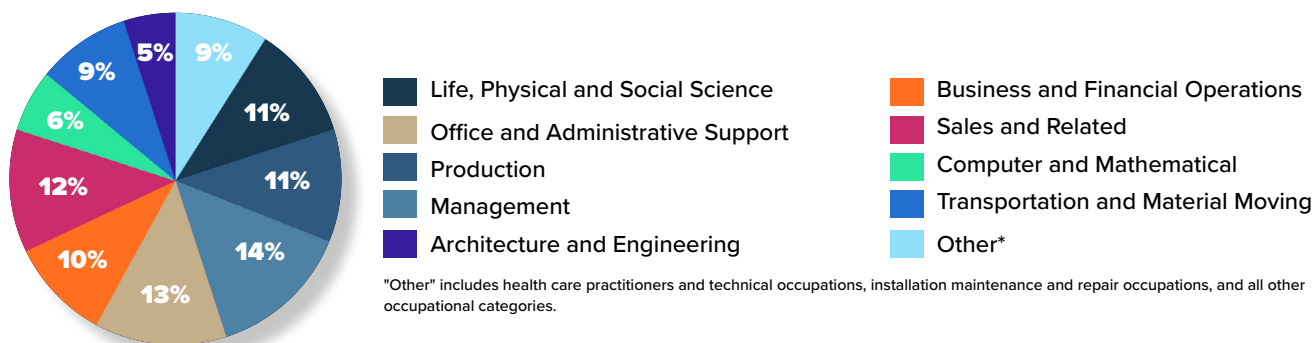 5%
9%
9%
11%
6%
12%
11%
10%
14%
13%
Life, Physical and Social Science
Office and Administrative Support
Production
Management
Architecture and Engineering
Business and Financial Operations
Sales and Related
Computer and Mathematical
Transportation and Material Moving
Other*
"Other" includes health care practitioners and technical occupations, installation maintenance and repair occupations, and all other
occupational categories.